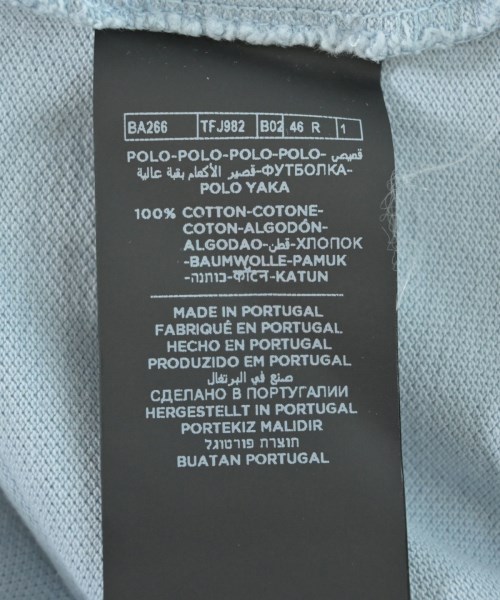 BA266 TFJ982 B02 46 R 1
POLO-POLO-POLO-POLO- قميص
قصير الأكمام بقبة عالية-ФУТБОЛКА-
POLO YAKA
100% COTTON-COTONE-
COTON-ALGODÓN-
ALGODAO-قطن-ХЛОПОК
-BAUMWOLLE-PAMUK
-כותנה-कॉटन-KATUN
MADE IN PORTUGAL
FABRIQUÉ EN PORTUGAL
HECHO EN PORTUGAL
PRODUZIDO EM PORTUGAL
صنع في البرتغال
СДЕЛАНО В ПОРТУГАЛИИ
HERGESTELLT IN PORTUGAL
PORTEKIZ MALIDIR
תוצרת פורטוגל
BUATAN PORTUGAL